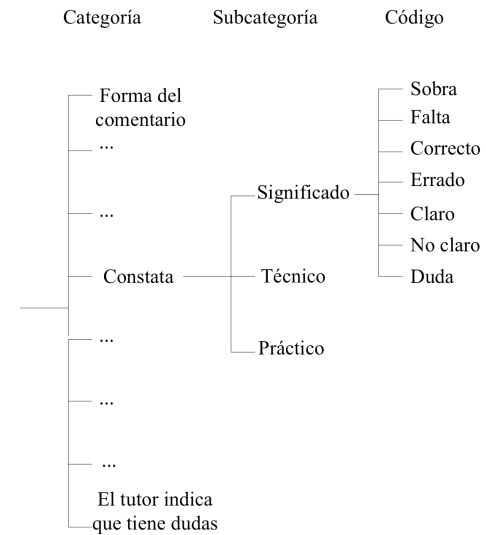 Categoría Subcategoría Código
Sobra
Forma del
comentario
Falta
...
Correcto
Errado
Significado
...
Claro
No claro
Constata Técnico Duda
...
Práctico
...
...
El tutor indica
que tiene dudas